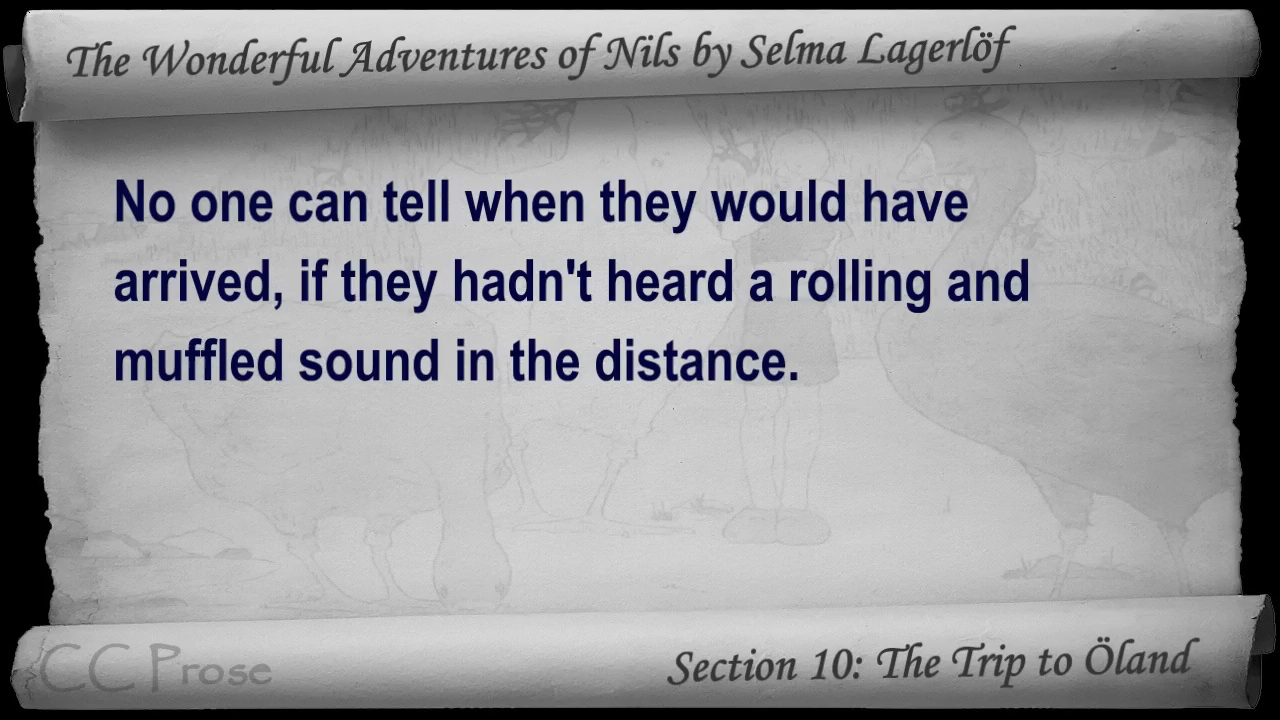 The Wonderful Adventures of Nils by Selma Lagerlöf
No one can tell when they would have
arrived, if they hadn't heard a rolling and
muffled sound in the distance.
CC Prose
Section 10: The Trip to Öland